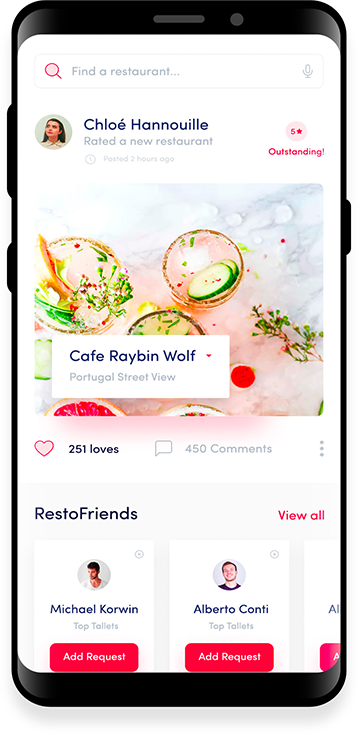 Find a restaurant...
Chloé Hannouille
Rated a new restaurant
Posted 2 hours ago
5★
Outstanding!
Cafe Raybin Wolf
Portugal Street View
251 loves
450 Comments
RestoFriends
View all
Michael Korwin
Top Tallets
Add Request
Alberto Conti
Top Tallets
Add Request
Al
A